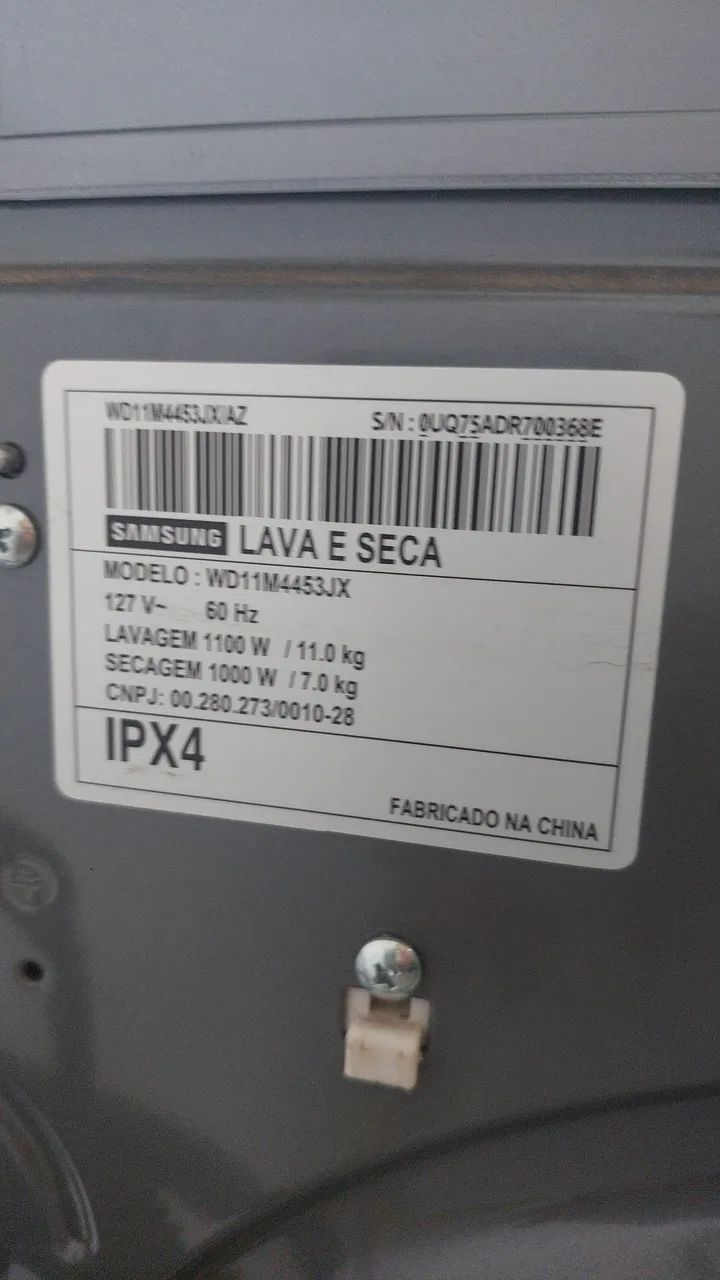 WD11M4453JX/AZ S/N : 0UQ75ADR700368E
SAMSUNG LAVA E SECA
MODELO : WD11M4453JX
127 V~ 60 Hz
LAVAGEM 1100 W / 11.0 kg
SECAGEM 1000 W / 7.0 kg
CNPJ: 00.280.273/0010-28
IPX4
FABRICADO NA CHINA